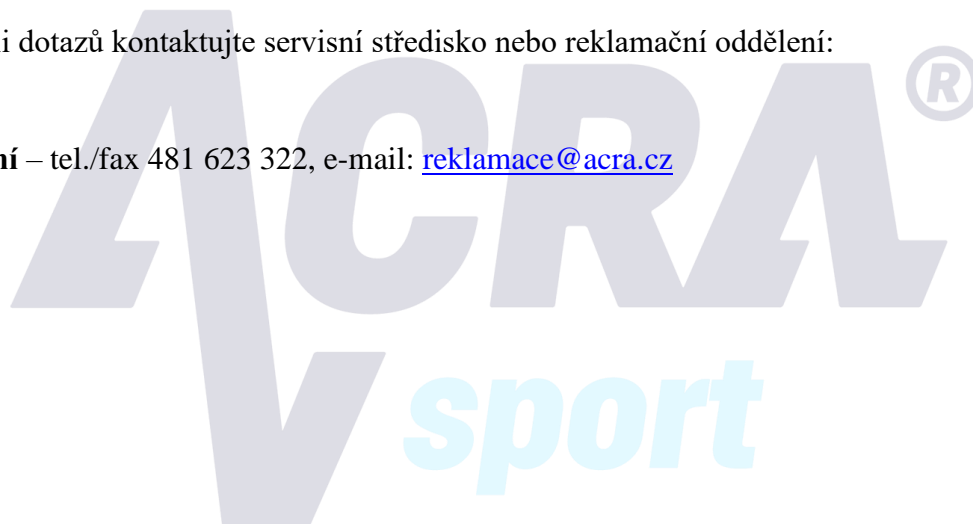 i dotazů kontaktujte servisní středisko nebo reklamační oddělení:
ní – tel./fax 481 623 322, e-mail: reklamace@acra.cz
ACRA®
sport